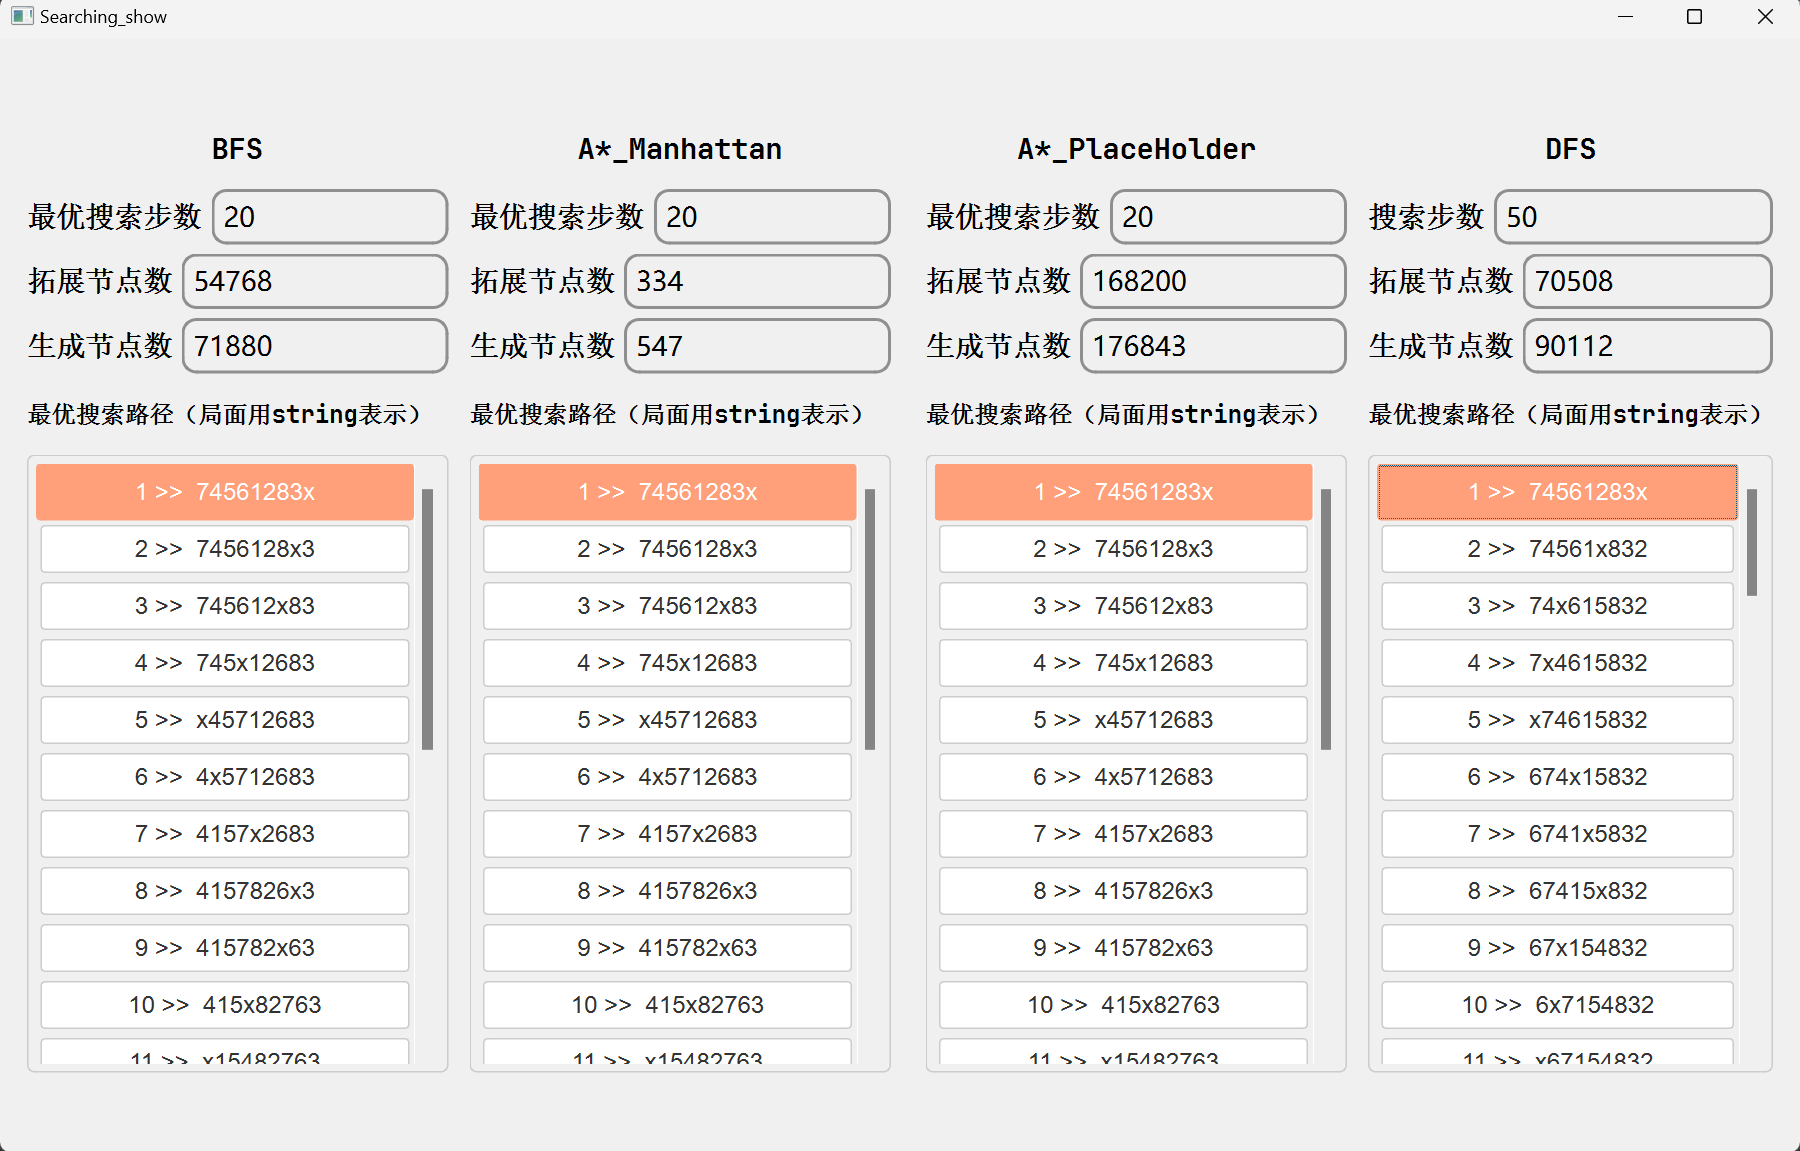 Searching_show
BFS
最优搜索步数 20
拓展节点数 54768
生成节点数 71880
最优搜索路径（局面用string表示）
1 >> 74561283x
2 >> 7456128x3
3 >> 745612x83
4 >> 745x12683
5 >> x45712683
6 >> 4x5712683
7 >> 4157x2683
8 >> 4157826x3
9 >> 415782x63
10 >> 415x82763
11 >> x15482763
A*_Manhattan
最优搜索步数 20
拓展节点数 334
生成节点数 547
最优搜索路径（局面用string表示）
1 >> 74561283x
2 >> 7456128x3
3 >> 745612x83
4 >> 745x12683
5 >> x45712683
6 >> 4x5712683
7 >> 4157x2683
8 >> 4157826x3
9 >> 415782x63
10 >> 415x82763
11 >> x15482763
A*_PlaceHolder
最优搜索步数 20
拓展节点数 168200
生成节点数 176843
最优搜索路径（局面用string表示）
1 >> 74561283x
2 >> 7456128x3
3 >> 745612x83
4 >> 745x12683
5 >> x45712683
6 >> 4x5712683
7 >> 4157x2683
8 >> 4157826x3
9 >> 415782x63
10 >> 415x82763
11 >> x15482763
DFS
搜索步数 50
拓展节点数 70508
生成节点数 90112
最优搜索路径（局面用string表示）
1 >> 74561283x
2 >> 74561x832
3 >> 74x615832
4 >> 7x4615832
5 >> x74615832
6 >> 674x15832
7 >> 6741x5832
8 >> 67415x832
9 >> 67x154832
10 >> 6x7154832
11 >> x67154832